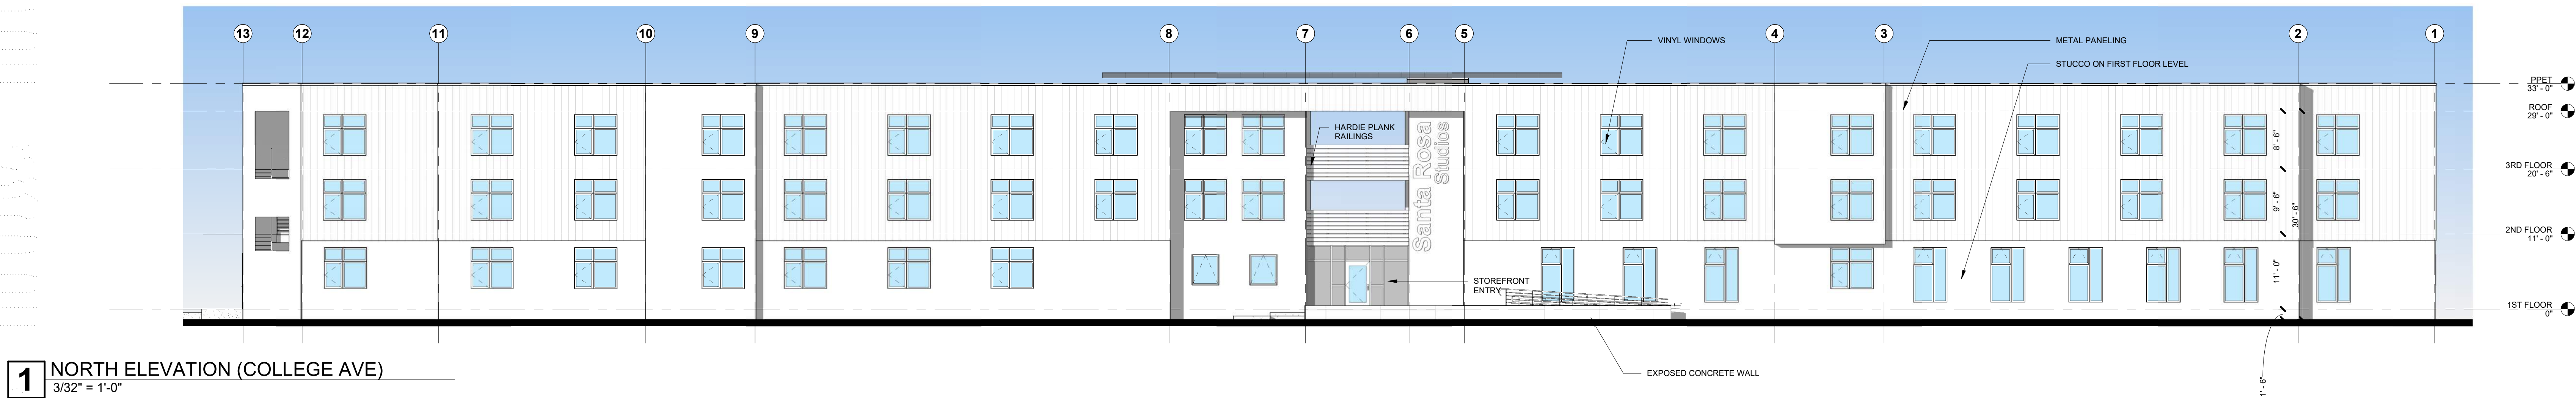 13 12 11 10 9 8 7 6 5 4 3 2 1
VINYL WINDOWS
METAL PANELING
STUCCO ON FIRST FLOOR LEVEL
PPET
33' - 0"
ROOF
29' - 0"
8' - 6"
HARDIE PLANK
RAILINGS
Santa Rosa
Studios
3RD FLOOR
20' - 6"
9' - 6"
30' - 6"
2ND FLOOR
11' - 0"
11' - 0"
STOREFRONT
ENTRY
1ST FLOOR
0"
EXPOSED CONCRETE WALL
1' - 6"
1 NORTH ELEVATION (COLLEGE AVE)
3/32" = 1'-0"